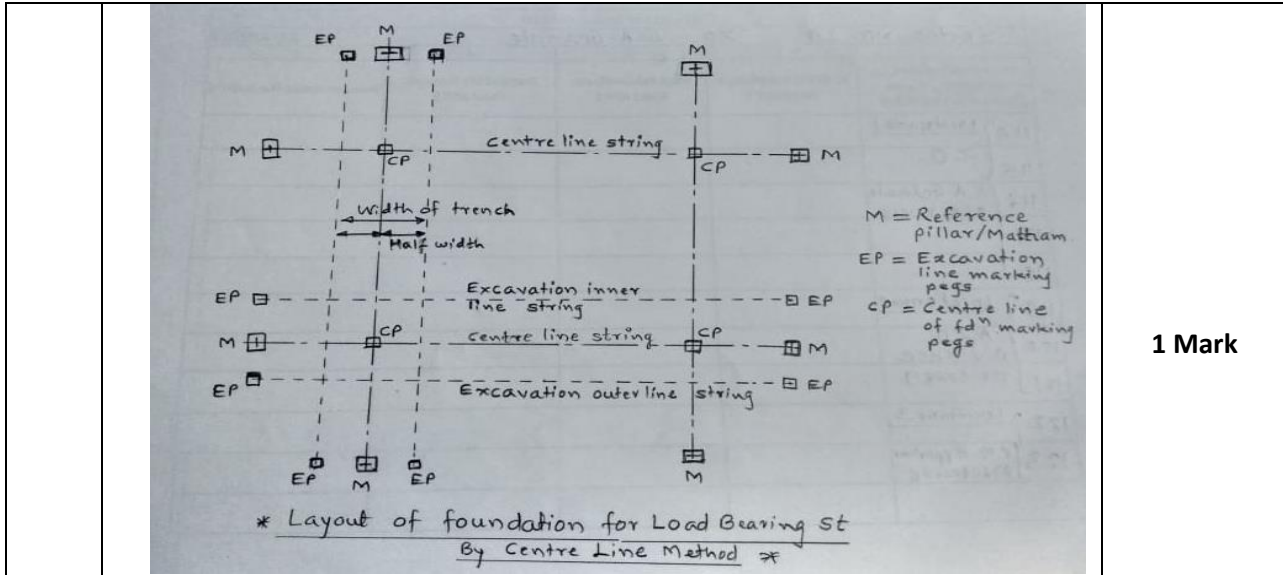 EP M EP
M
M centre line string M
CP CP
Width of trench
Half width
M = Reference
pillar/Mattham
EP = Excavation
line marking
pegs
CP = Centre line
of fdⁿ marking
pegs
EP Excavation inner EP
line string
CP CP
M centre line string M
EP Excavation outer line string EP
EP M EP
M
* Layout of foundation for Load Bearing St
By Centre Line Method *
1 Mark